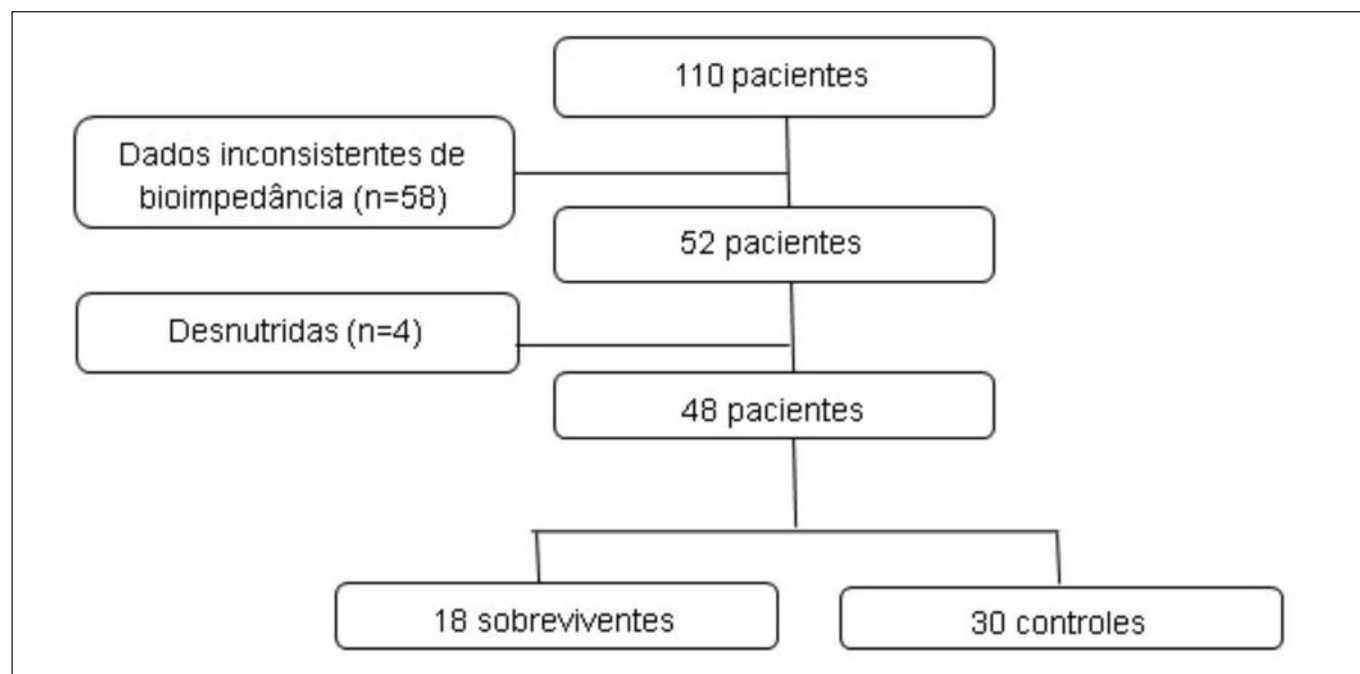 110 pacientes
Dados inconsistentes de
bioimpedância (n=58)
52 pacientes
Desnutridas (n=4)
48 pacientes
18 sobreviventes
30 controles